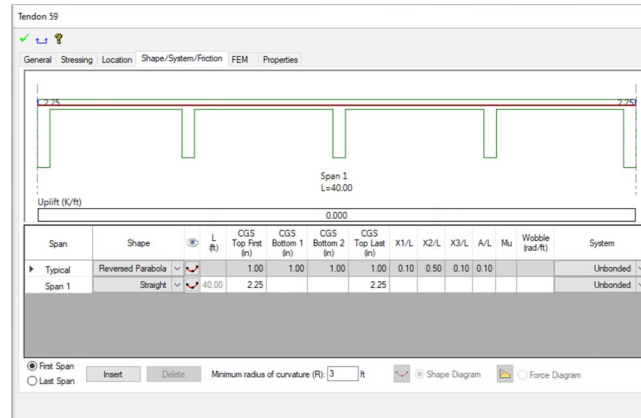 Tendon 59
General Stressing Location Shape/System/Friction FEM Properties
2.25 2.25
Span 1
L=40.00
Uplift (K/ft)
0.000
Span Shape L (ft) CGS Top First (in) CGS Bottom 1 (in) CGS Bottom 2 (in) CGS Top Last (in) X1/L X2/L X3/L A/L Mu Wobble (rad/ft) System
Typical Reversed Parabola 1.00 1.00 1.00 1.00 0.10 0.50 0.10 0.10 Unbonded
Span 1 Straight 40.00 2.25 2.25 Unbonded
First Span
Last Span
Insert Delete Minimum radius of curvature (R): 3 ft Shape Diagram Force Diagram